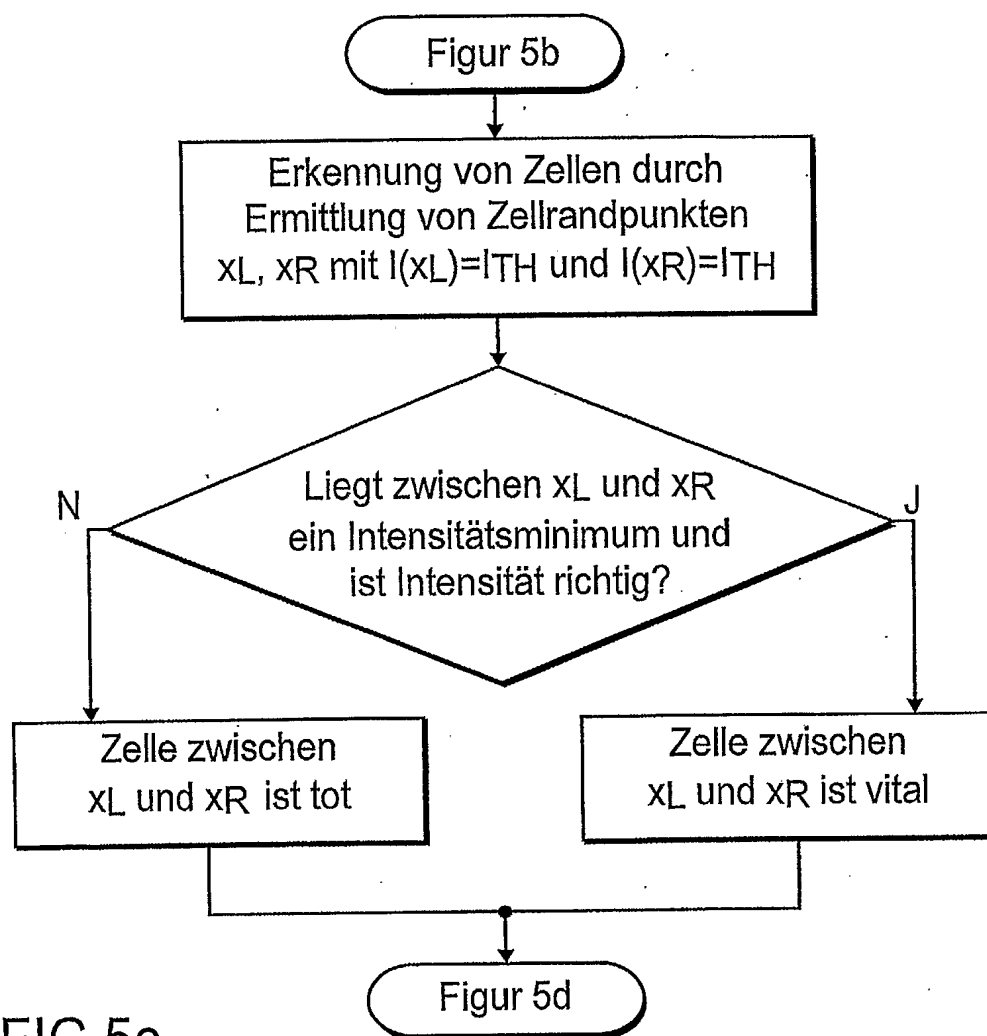 Figur 5b
Erkennung von Zellen durch
Ermittlung von Zellrandpunkten
xL, xR mit I(xL)=ITH und I(xR)=ITH
Liegt zwischen xL und xR
ein Intensitätsminimum und
ist Intensität richtig?
N
J
Zelle zwischen
xL und xR ist tot
Zelle zwischen
xL und xR ist vital
Figur 5d